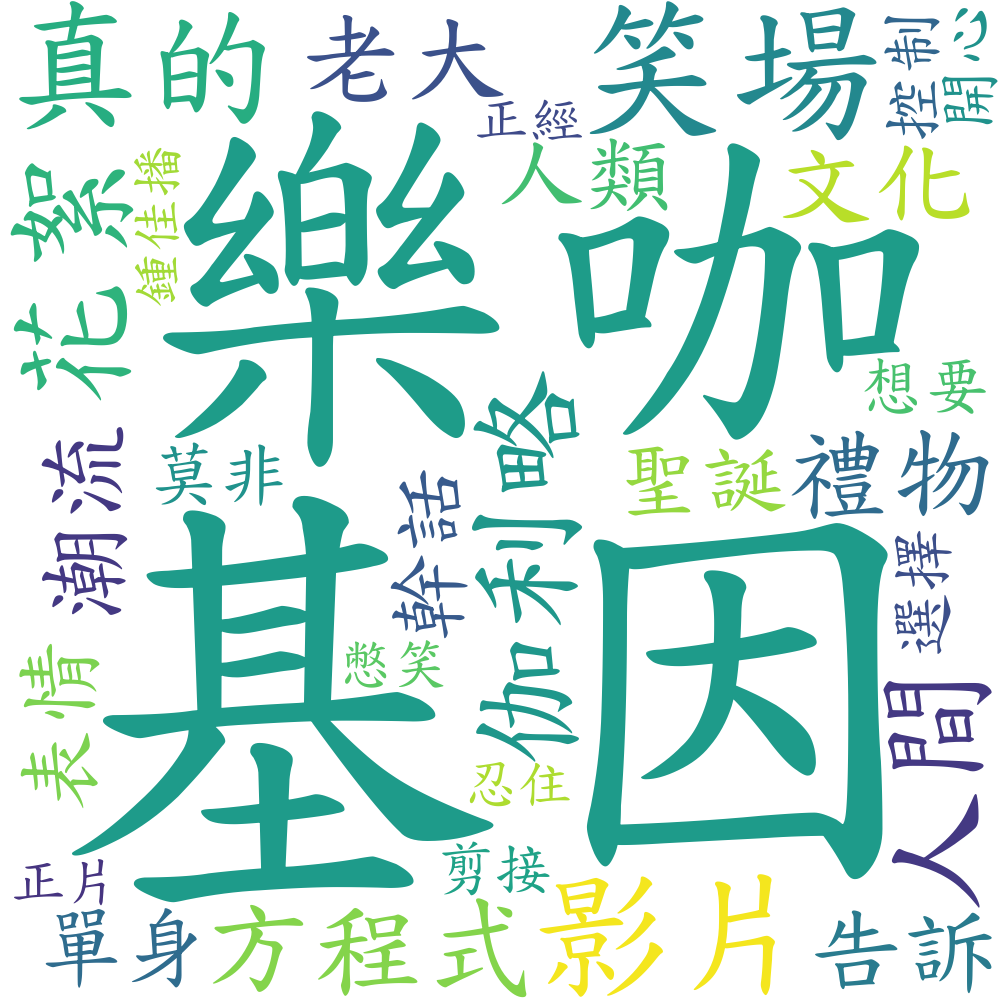 真的
老大
笑場
控制
開心
正經
人類
文化
花絮
鍾佳播
樂咖
想要
潮流
莫非
幹話
伽利略
聖誕
禮物
基因
選擇
表情
憋笑
忍住
人間
正片
剪接
單身
方程式
影片
告訴